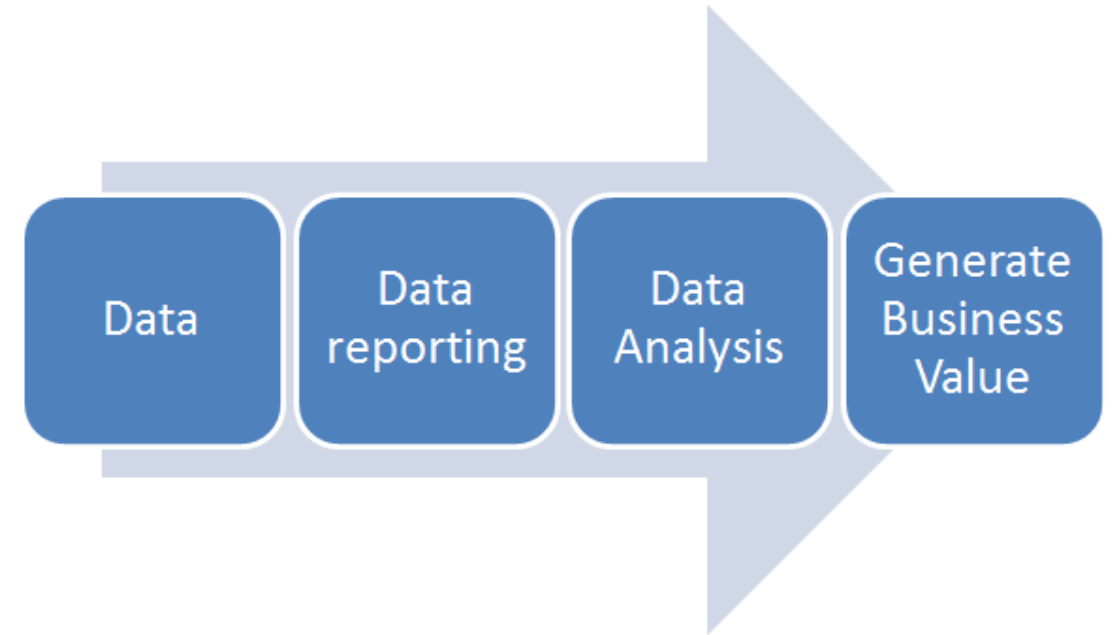 Data
Data
reporting
Data
Analysis
Generate
Business
Value